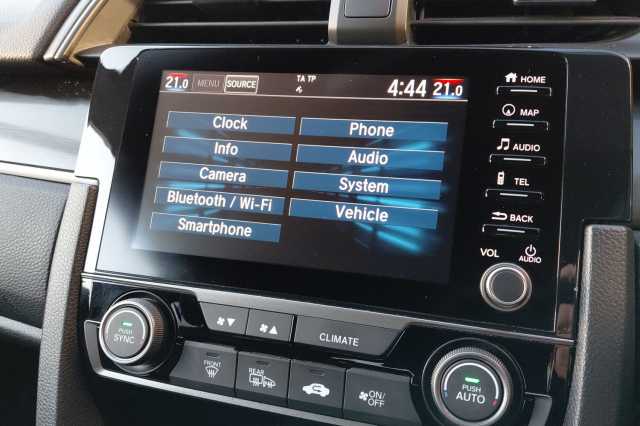 21.0 MENU SOURCE TA TP 4:44 21.0
Clock
Phone
Info
Audio
Camera
System
Bluetooth / Wi-Fi
Vehicle
Smartphone
HOME
MAP
AUDIO
TEL
BACK
VOL
AUDIO
PUSH
SYNC
CLIMATE
FRONT
REAR
ON/
OFF
PUSH
AUTO